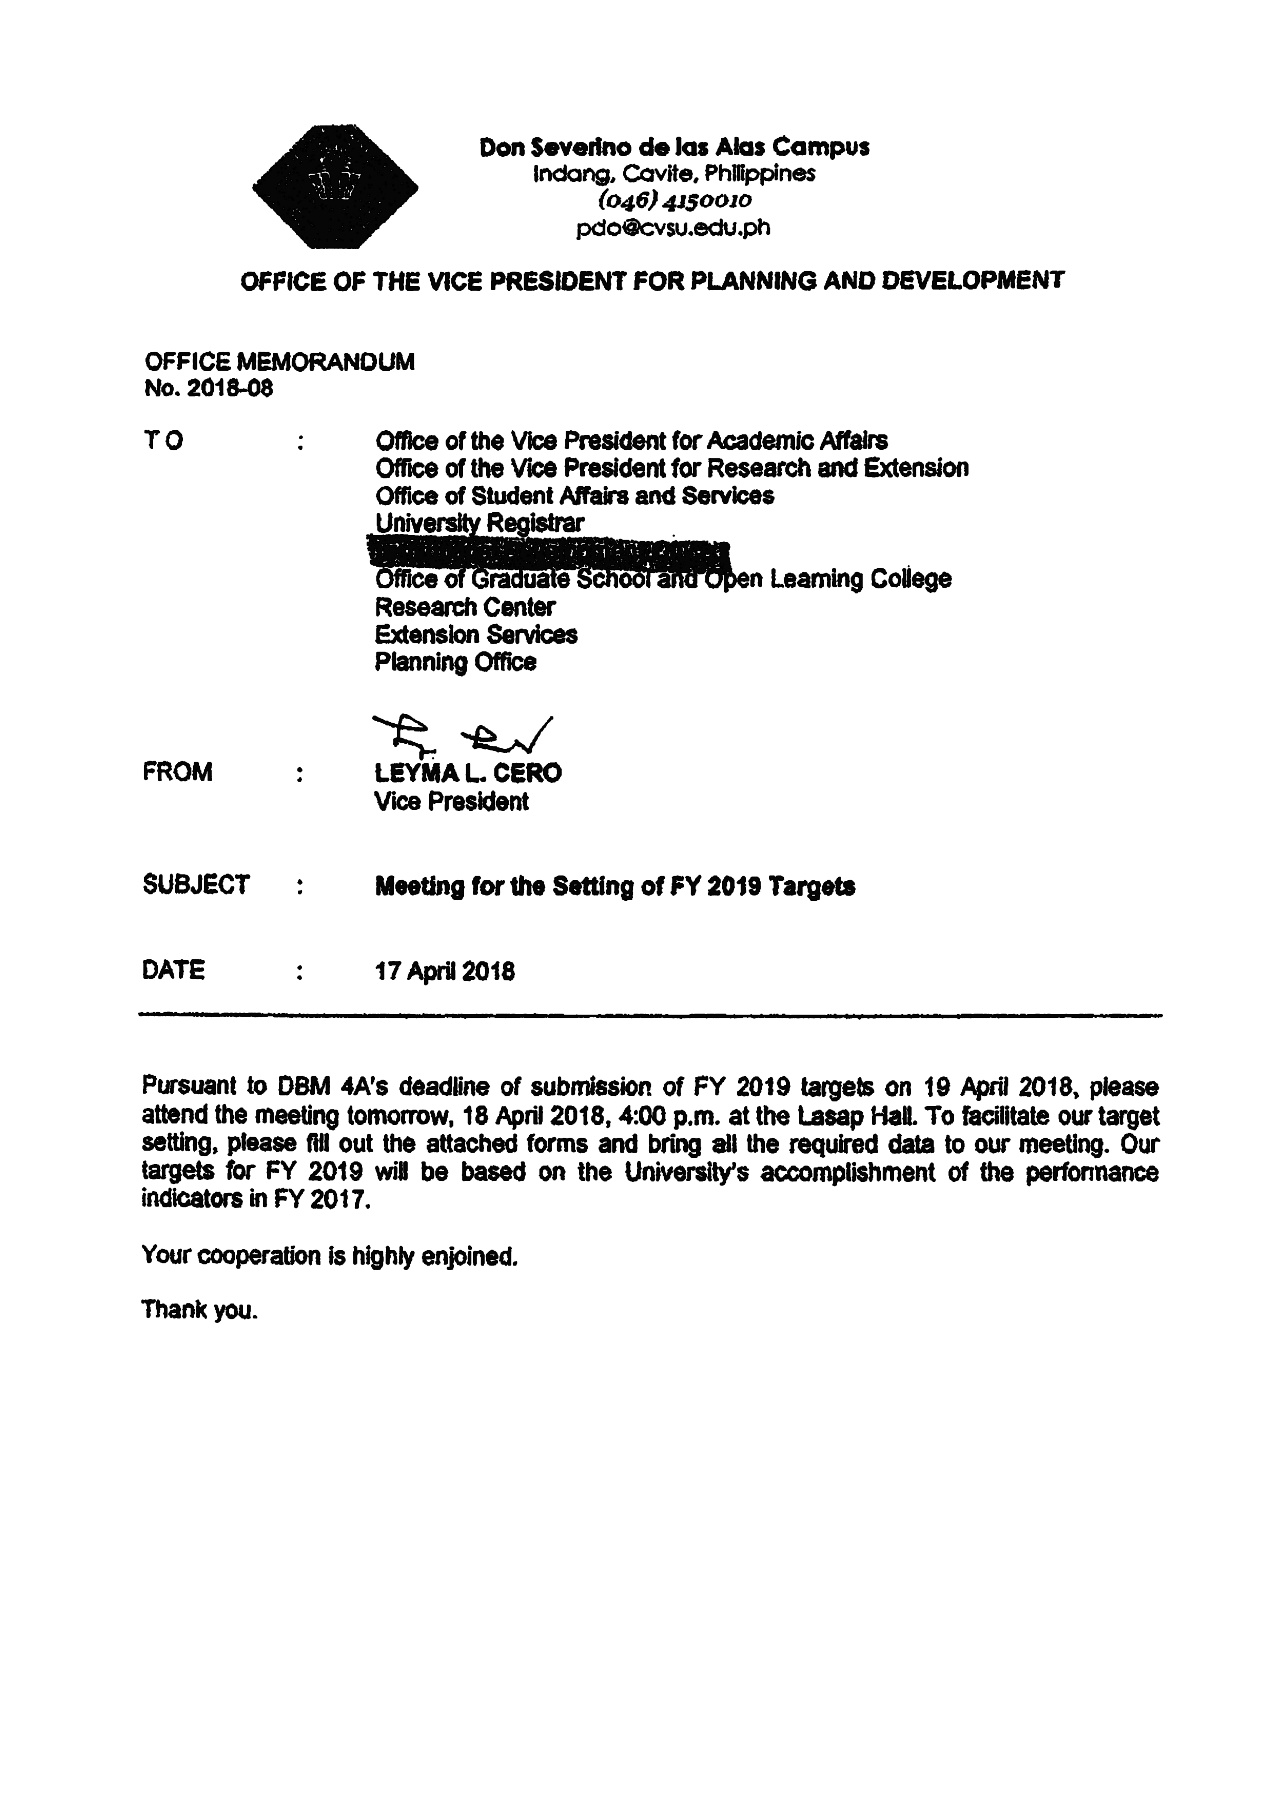 Don Severino de las Alas Campus
Indang, Cavite, Philippines
(046) 4150010
pdo@cvsu.edu.ph
OFFICE OF THE VICE PRESIDENT FOR PLANNING AND DEVELOPMENT
OFFICE MEMORANDUM
No. 2018-08
T O : Office of the Vice President for Academic Affairs
Office of the Vice President for Research and Extension
Office of Student Affairs and Services
University Registrar
Office of Graduate School and Open Learning College
Research Center
Extension Services
Planning Office
FROM : LEYMA L. CERO
Vice President
SUBJECT : Meeting for the Setting of FY 2019 Targets
DATE : 17 April 2018
Pursuant to DBM 4A's deadline of submission of FY 2019 targets on 19 April 2018, please
attend the meeting tomorrow, 18 April 2018, 4:00 p.m. at the Lasap Hall. To facilitate our target
setting, please fill out the attached forms and bring all the required data to our meeting. Our
targets for FY 2019 will be based on the University's accomplishment of the performance
indicators in FY 2017.
Your cooperation is highly enjoined.
Thank you.